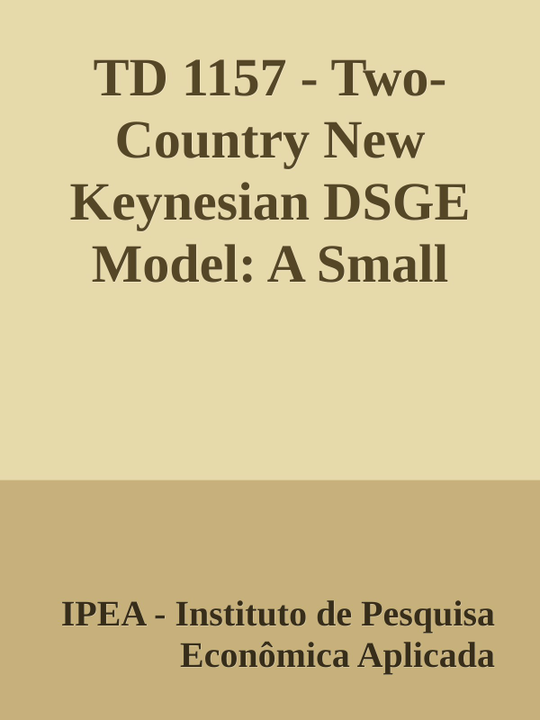 TD 1157 - Two-
Country New
Keynesian DSGE
Model: A Small
IPEA - Instituto de Pesquisa
Econômica Aplicada